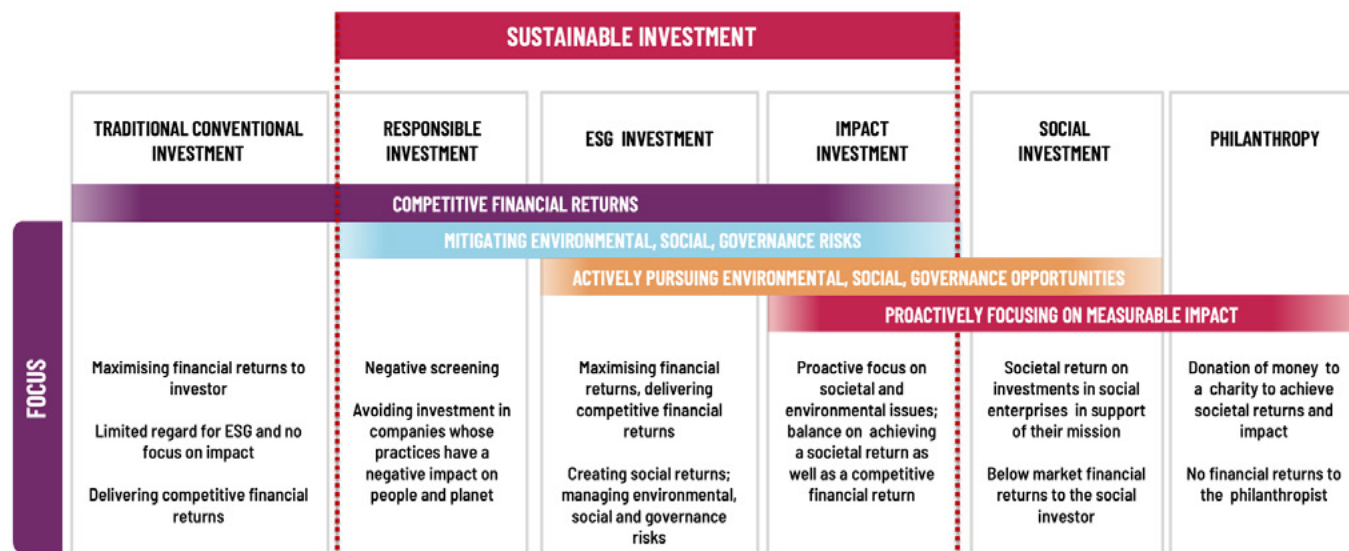 SUSTAINABLE INVESTMENT
TRADITIONAL CONVENTIONAL
INVESTMENT
RESPONSIBLE
INVESTMENT
ESG INVESTMENT
IMPACT
INVESTMENT
SOCIAL
INVESTMENT
PHILANTHROPY
COMPETITIVE FINANCIAL RETURNS
MITIGATING ENVIRONMENTAL, SOCIAL, GOVERNANCE RISKS
ACTIVELY PURSUING ENVIRONMENTAL, SOCIAL, GOVERNANCE OPPORTUNITIES
PROACTIVELY FOCUSING ON MEASURABLE IMPACT
FOCUS
Maximising financial returns to
investor
Limited regard for ESG and no
focus on impact
Delivering competitive financial
returns
Negative screening
Avoiding investment in
companies whose
practices have a
negative impact on
people and planet
Maximising financial
returns, delivering
competitive financial
returns
Creating social returns;
managing environmental,
social and governance
risks
Proactive focus on
societal and
environmental issues;
balance on achieving
a societal return as
well as a competitive
financial return
Societal return on
investments in social
enterprises in support
of their mission
Below market financial
returns to the social
investor
Donation of money to
a charity to achieve
societal returns and
impact
No financial returns to
the philanthropist